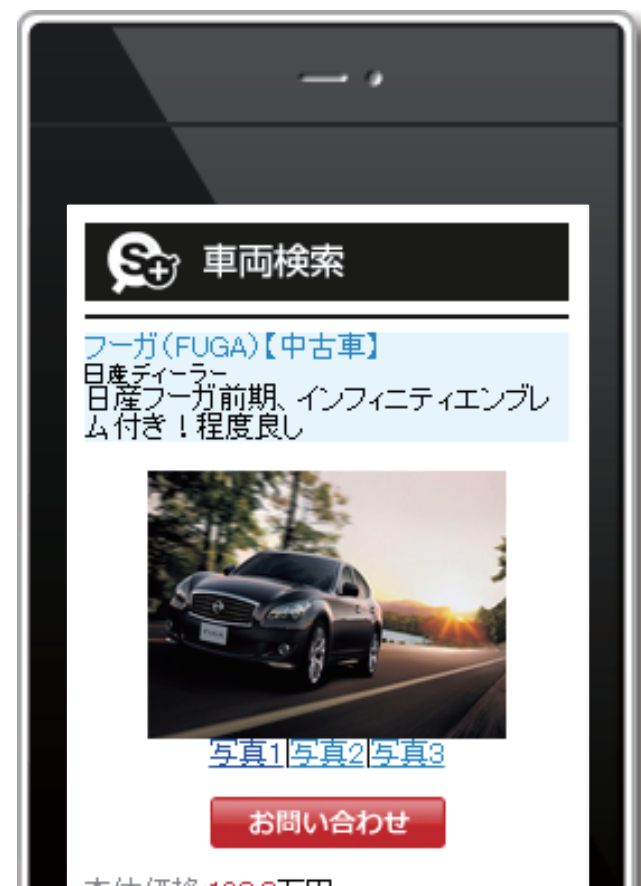 S+ 車両検索
フーガ(FUGA)【中古車】
日産ディーラー
日産フーガ前期、インフィニティエンブレ
ム付き！程度良し
FUGA
写真1|写真2|写真3
お問い合わせ